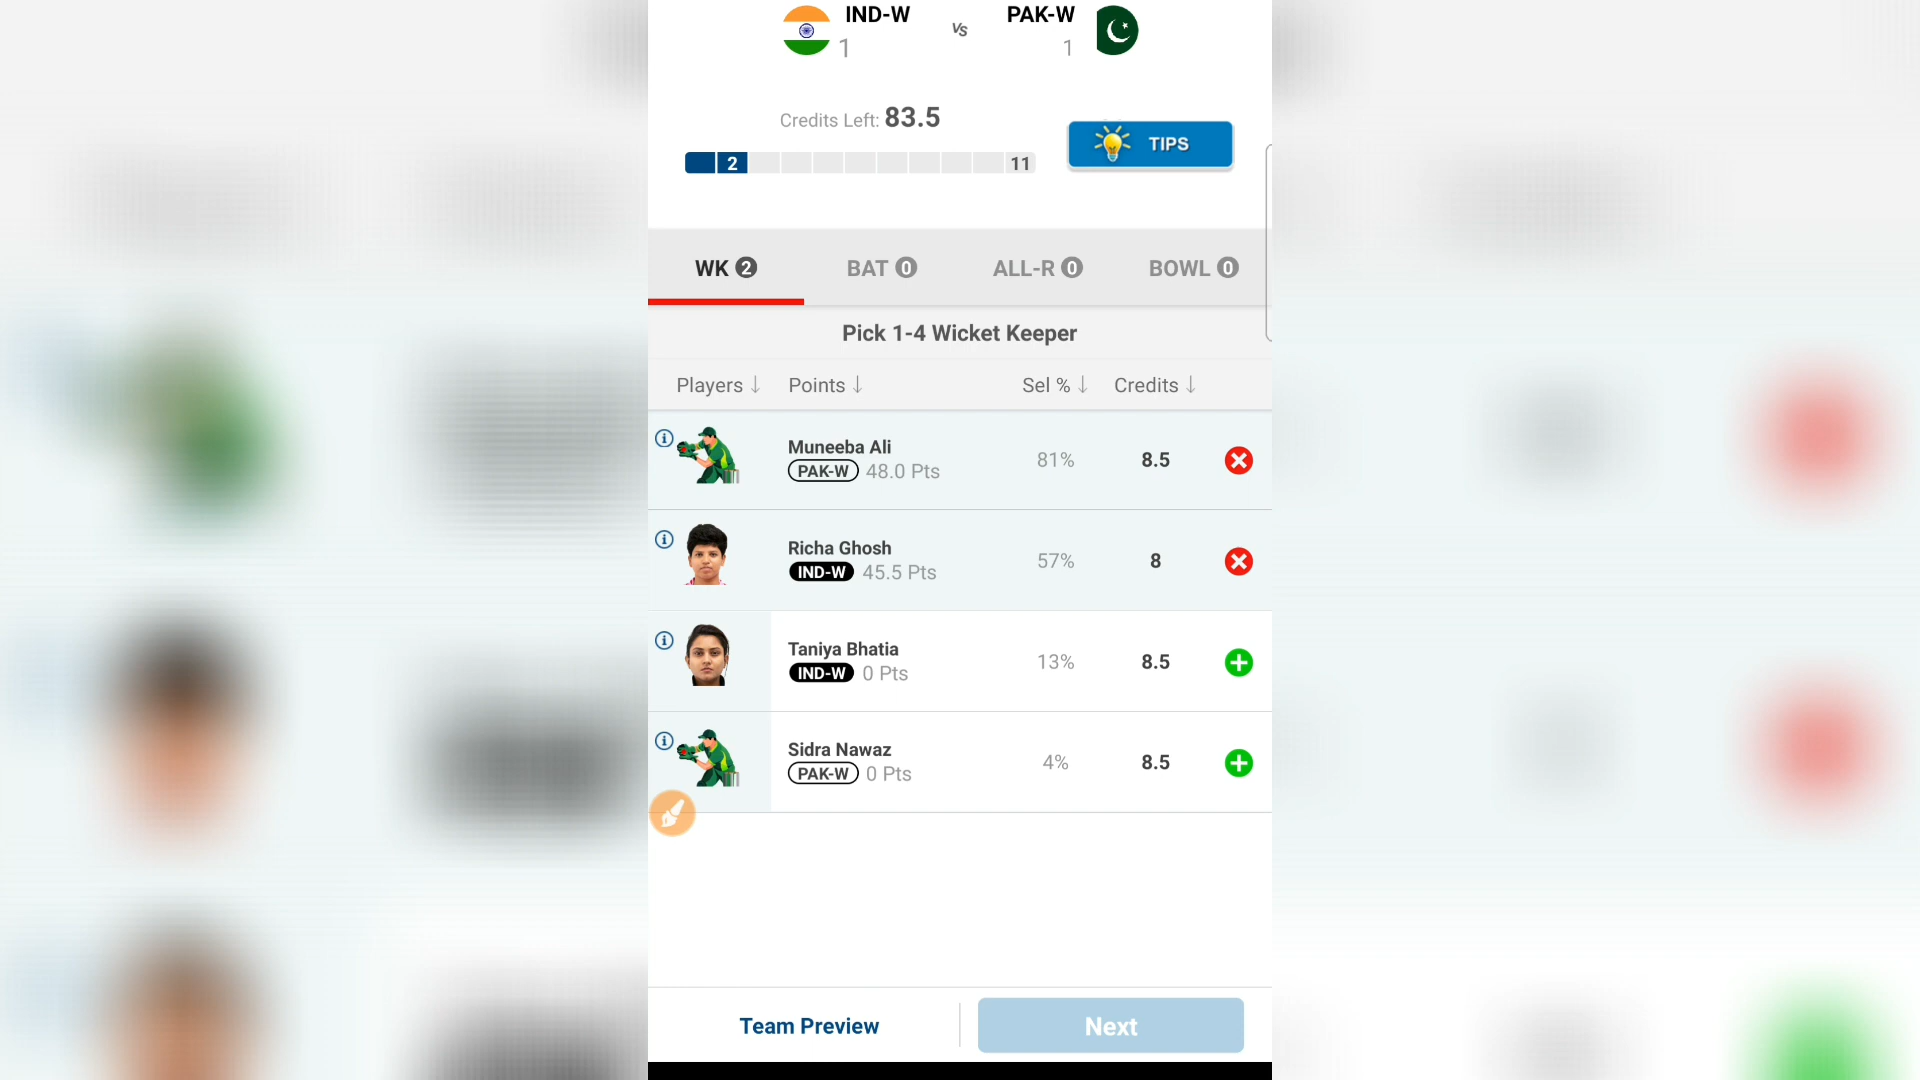 IND-W vs PAK-W
1 1
Credits Left: 83.5
TIPS
2 11
WK 2 BAT 0 ALL-R 0 BOWL 0
Pick 1-4 Wicket Keeper
Players ↓ Points ↓ Sel % ↓ Credits ↓
Muneeba Ali
PAK-W 48.0 Pts 81% 8.5
Richa Ghosh
IND-W 45.5 Pts 57% 8
Taniya Bhatia
IND-W 0 Pts 13% 8.5
Sidra Nawaz
PAK-W 0 Pts 4% 8.5
Team Preview Next